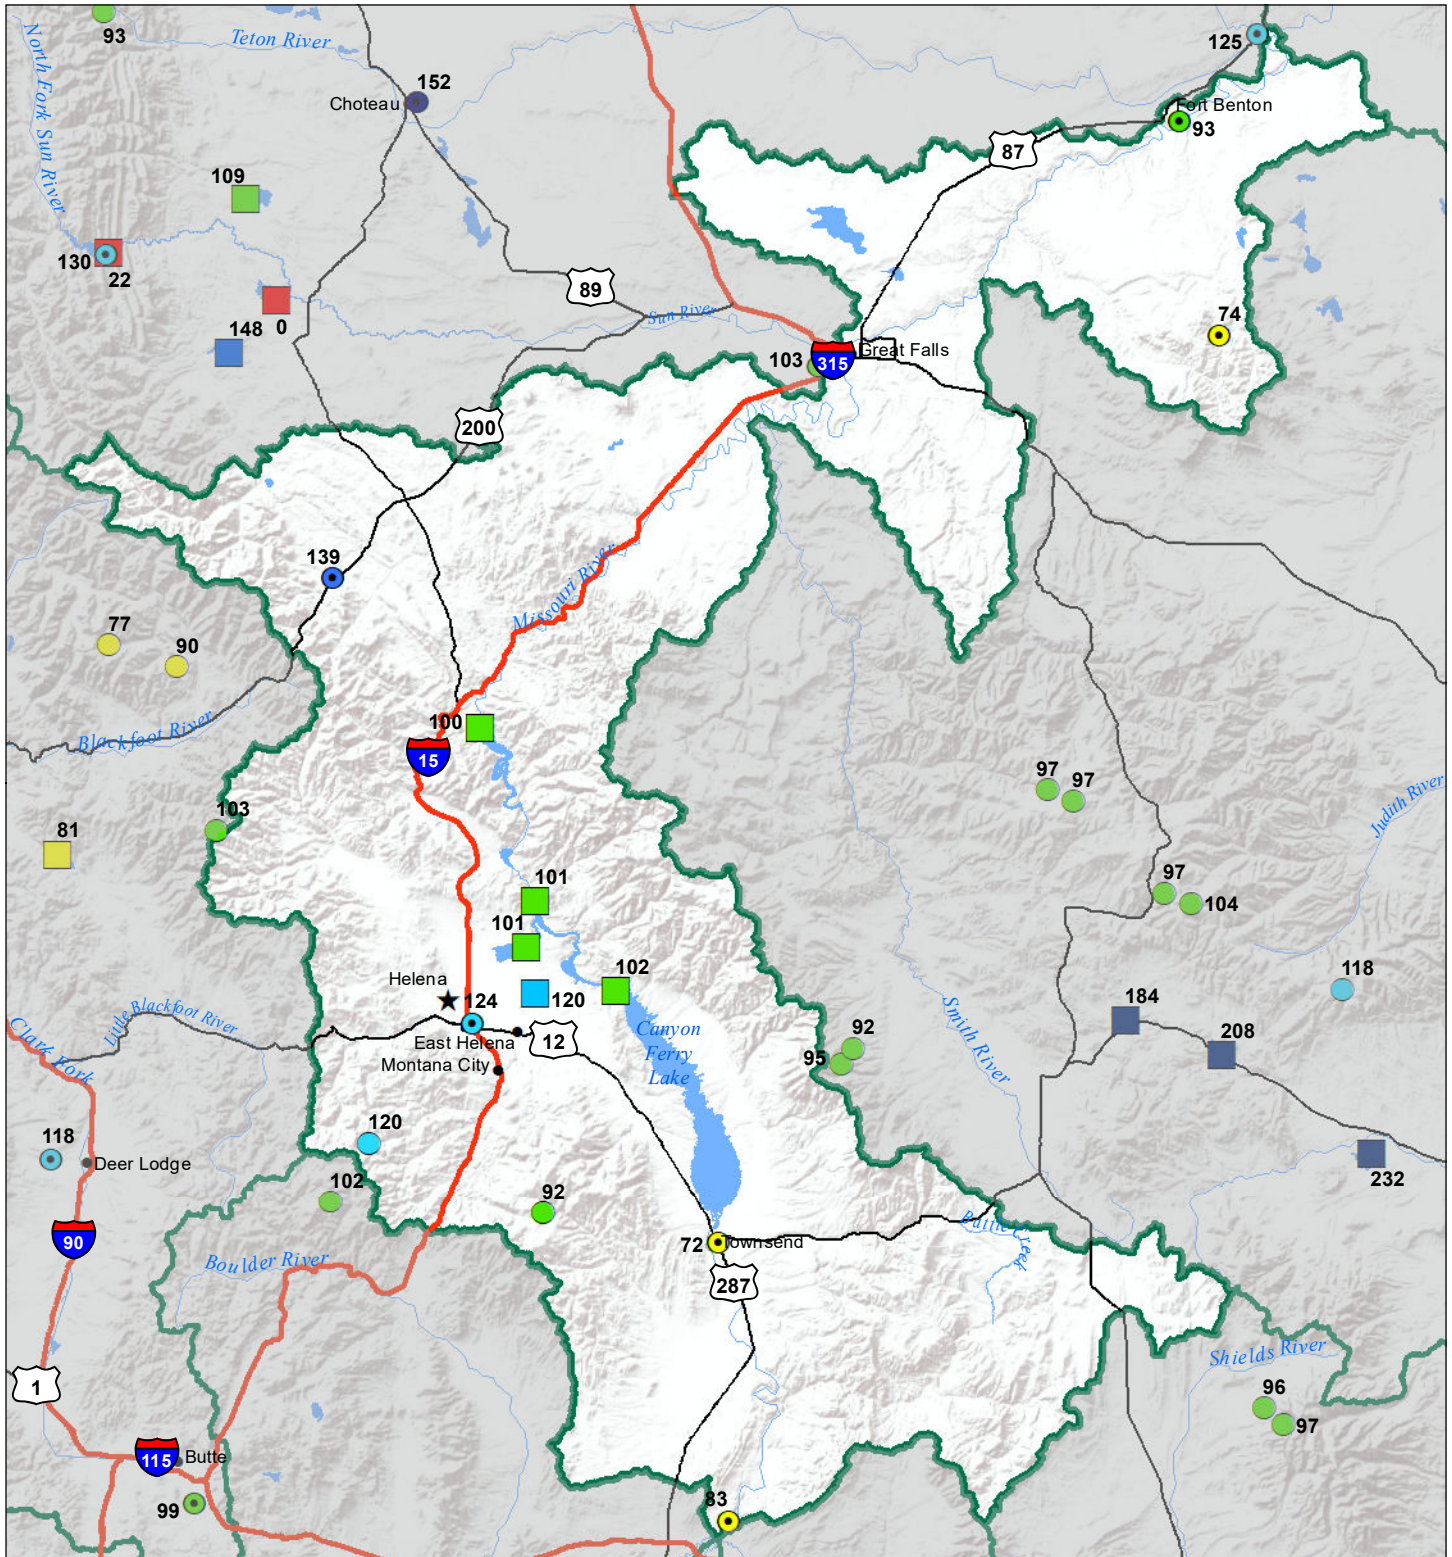 93
Teton River
125
North Fork Sun River
152
Choteau
Fort Benton
93
87
109
130
22
89
0
148
Sun River
74
103
315
Great Falls
200
139
Missouri River
77
90
100
Blackfoot River
15
97
97
Judith River
103
81
101
97
104
101
102
118
Helena
124
120
184
Little Blackfoot River
Clark Fork
12
Canyon
Ferry
Lake
92
95
208
Smith River
East Helena
Montana City
120
118
Deer Lodge
232
102
92
72
Townsend
Battle Creek
90
Boulder River
287
Shields River
1
96
97
115
Butte
99
83